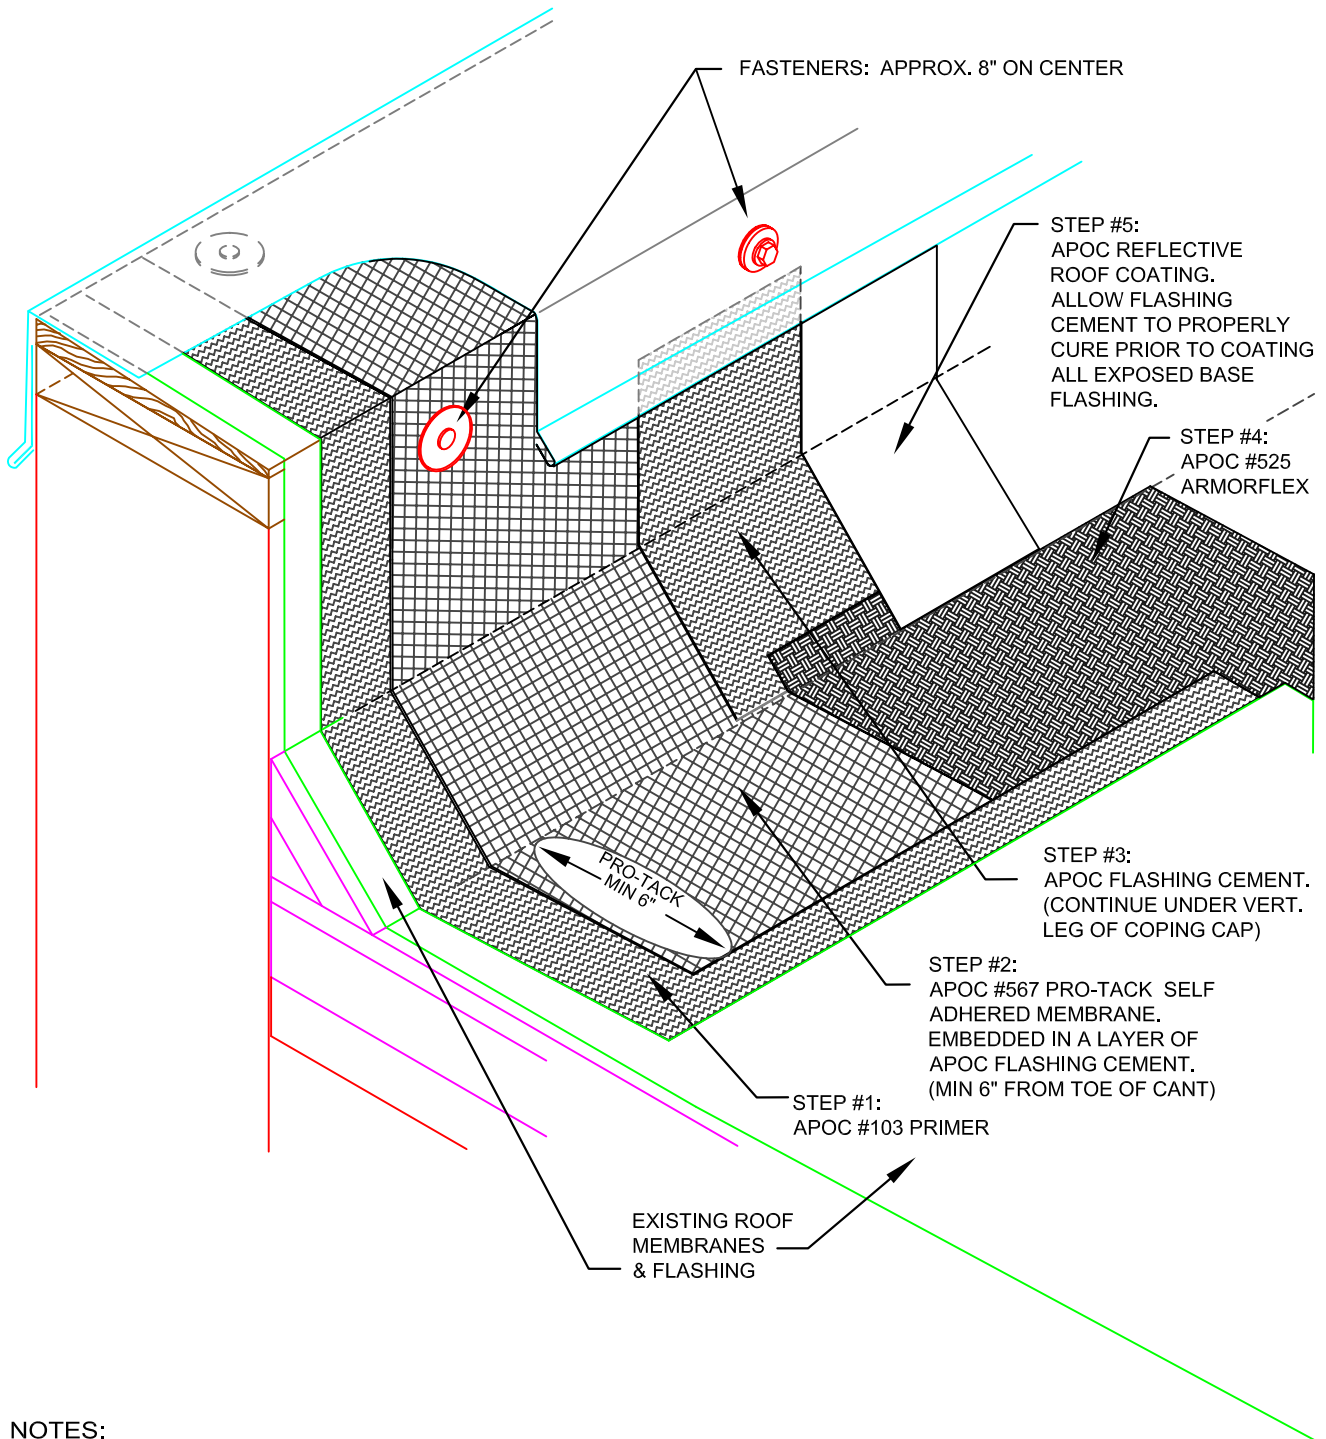 FASTENERS: APPROX. 8" ON CENTER
STEP #5:
APOC REFLECTIVE
ROOF COATING.
ALLOW FLASHING
CEMENT TO PROPERLY
CURE PRIOR TO COATING
ALL EXPOSED BASE
FLASHING.
STEP #4:
APOC #525
ARMORFLEX
STEP #3:
APOC FLASHING CEMENT.
(CONTINUE UNDER VERT.
LEG OF COPING CAP)
PRO-TACK
MIN 6"
STEP #2:
APOC #567 PRO-TACK SELF
ADHERED MEMBRANE.
EMBEDDED IN A LAYER OF
APOC FLASHING CEMENT.
(MIN 6" FROM TOE OF CANT)
STEP #1:
APOC #103 PRIMER
EXISTING ROOF
MEMBRANES
& FLASHING
NOTES: